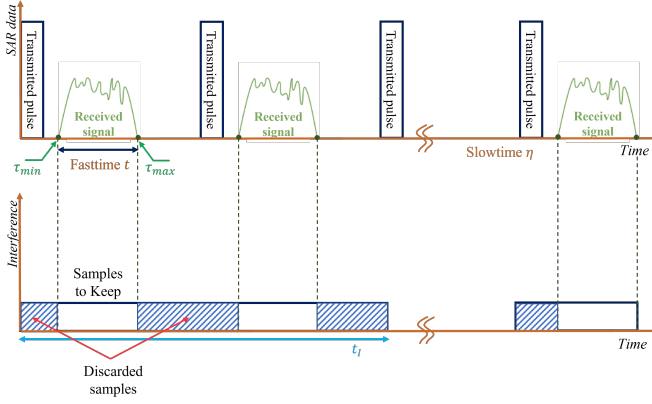 SAR data
Transmitted pulse
Transmitted pulse
Transmitted pulse
Transmitted pulse
Received
signal
Received
signal
Received
signal
τmin
Fasttime t
τmax
Slowtime η
Time
Interference
Samples
to Keep
tI
Time
Discarded
samples